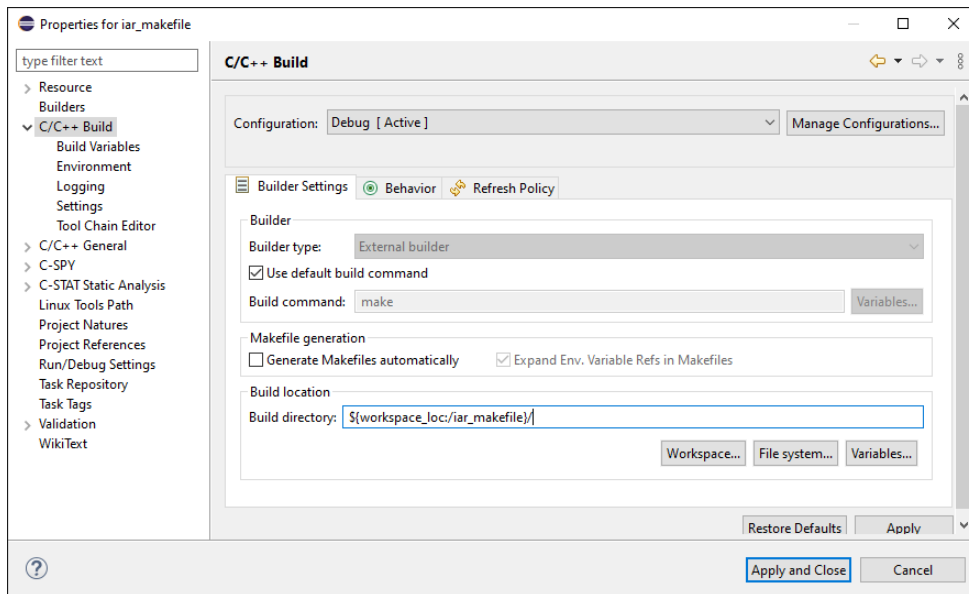 Properties for iar_makefile
type filter text
Resource
Builders
C/C++ Build
Build Variables
Environment
Logging
Settings
Tool Chain Editor
C/C++ General
C-SPY
C-STAT Static Analysis
Linux Tools Path
Project Natures
Project References
Run/Debug Settings
Task Repository
Task Tags
Validation
WikiText
C/C++ Build
Configuration: Debug [ Active ] Manage Configurations...
Builder Settings Behavior Refresh Policy
Builder
Builder type: External builder
Use default build command
Build command: make Variables...
Makefile generation
Generate Makefiles automatically Expand Env. Variable Refs in Makefiles
Build location
Build directory: ${workspace_loc:/iar_makefile}/
Workspace... File system... Variables...
Restore Defaults Apply
Apply and Close Cancel